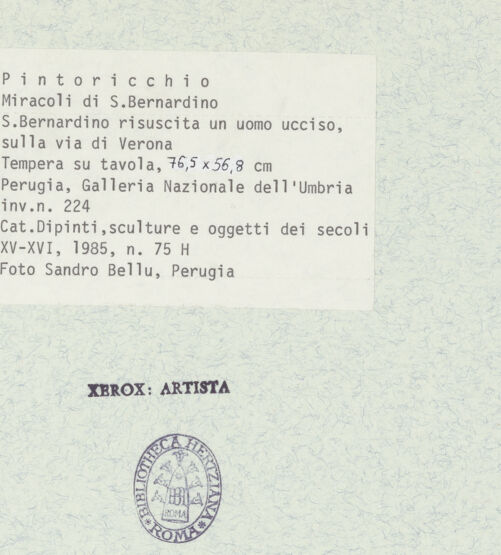 Pintoricchio
Miracoli di S.Bernardino
S.Bernardino risuscita un uomo ucciso,
sulla via di Verona
Tempera su tavola, 76,5 x 56,8 cm
Perugia, Galleria Nazionale dell'Umbria
inv.n. 224
Cat.Dipinti,sculture e oggetti dei secoli
XV-XVI, 1985, n. 75 H
Foto Sandro Bellu, Perugia
XEROX: ARTISTA
BIBLIOTHECA HERTZIANA
ROMA
ROMA